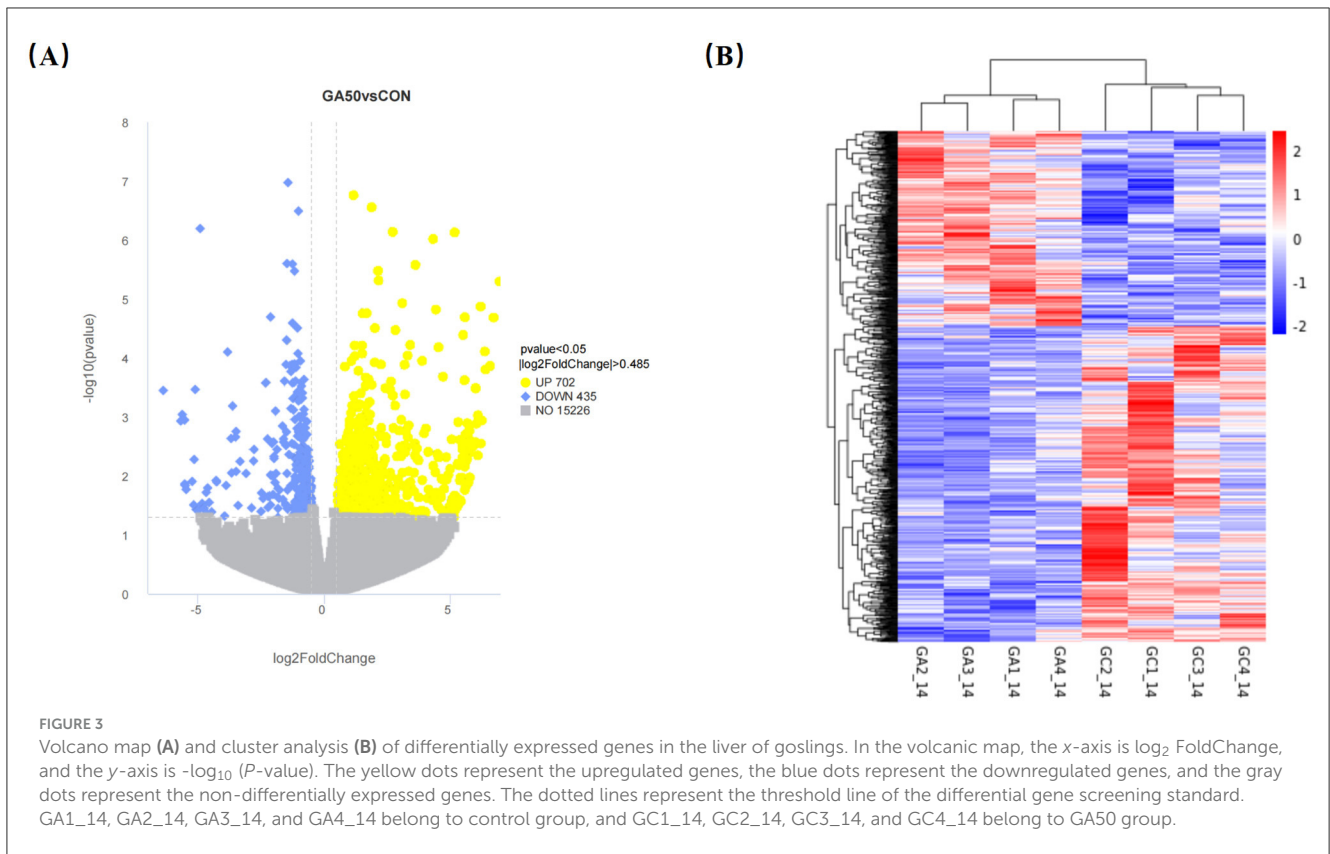 (A)
GA50vsCON
8
7
6
5
4
3
2
1
0
-log10(pvalue)
-5
0
5
log2FoldChange
pvalue<0.05
|log2FoldChange|>0.485
UP 702
DOWN 435
NO 15226
(B)
2
1
0
-1
-2
GA2_14
GA3_14
GA1_14
GA4_14
GC2_14
GC1_14
GC3_14
GC4_14
FIGURE 3
Volcano map (A) and cluster analysis (B) of differentially expressed genes in the liver of goslings. In the volcanic map, the x-axis is log₂ FoldChange,
and the y-axis is -log₁₀ (P-value). The yellow dots represent the upregulated genes, the blue dots represent the downregulated genes, and the gray
dots represent the non-differentially expressed genes. The dotted lines represent the threshold line of the differential gene screening standard.
GA1_14, GA2_14, GA3_14, and GA4_14 belong to control group, and GC1_14, GC2_14, GC3_14, and GC4_14 belong to GA50 group.